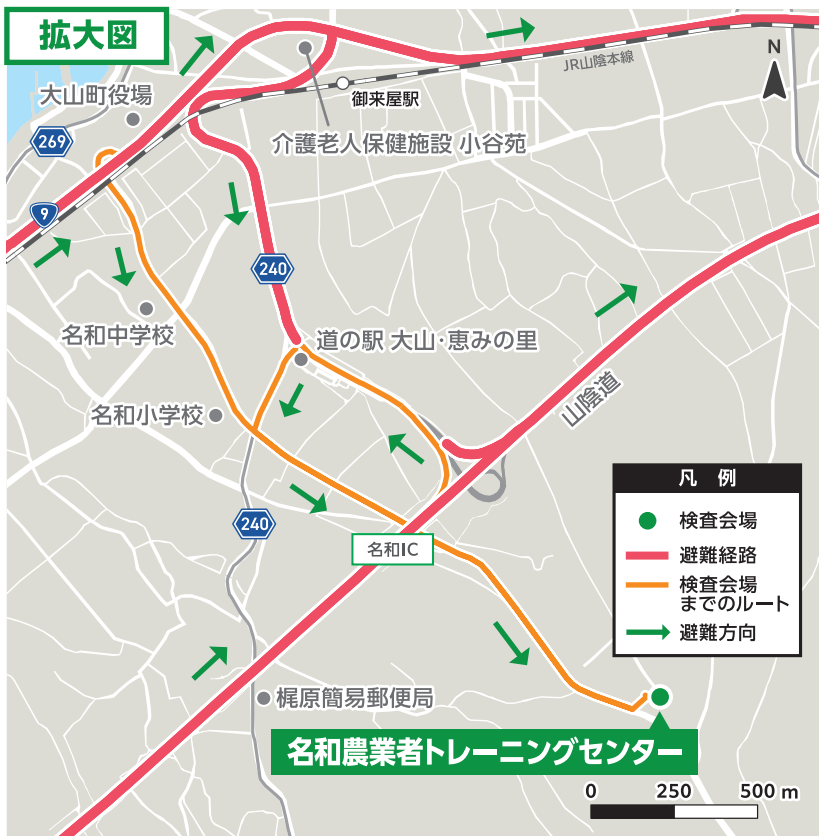 拡大図
N
JR山陰本線
御来屋駅
大山町役場
269
介護老人保健施設 小谷苑
9
240
名和中学校
道の駅 大山・恵みの里
名和小学校
山陰道
240
名和IC
凡 例
検査会場
避難経路
検査会場
までのルート
避難方向
梶原簡易郵便局
名和農業者トレーニングセンター
0 250 500 m